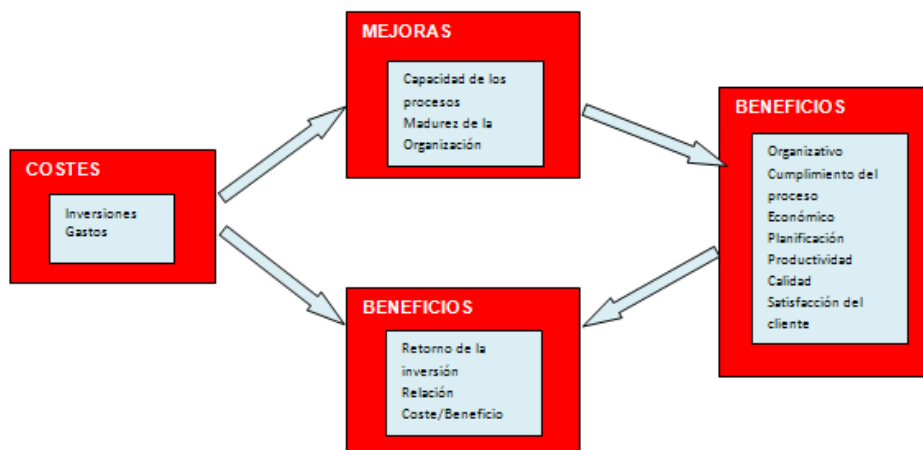 MEJORAS
Capacidad de los
procesos
Madurez de la
Organización
BENEFICIOS
Organizativo
Cumplimiento del
proceso
Económico
Planificación
Productividad
Calidad
Satisfacción del
cliente
COSTES
Inversiones
Gastos
BENEFICIOS
Retorno de la
inversión
Relación
Coste/Beneficio